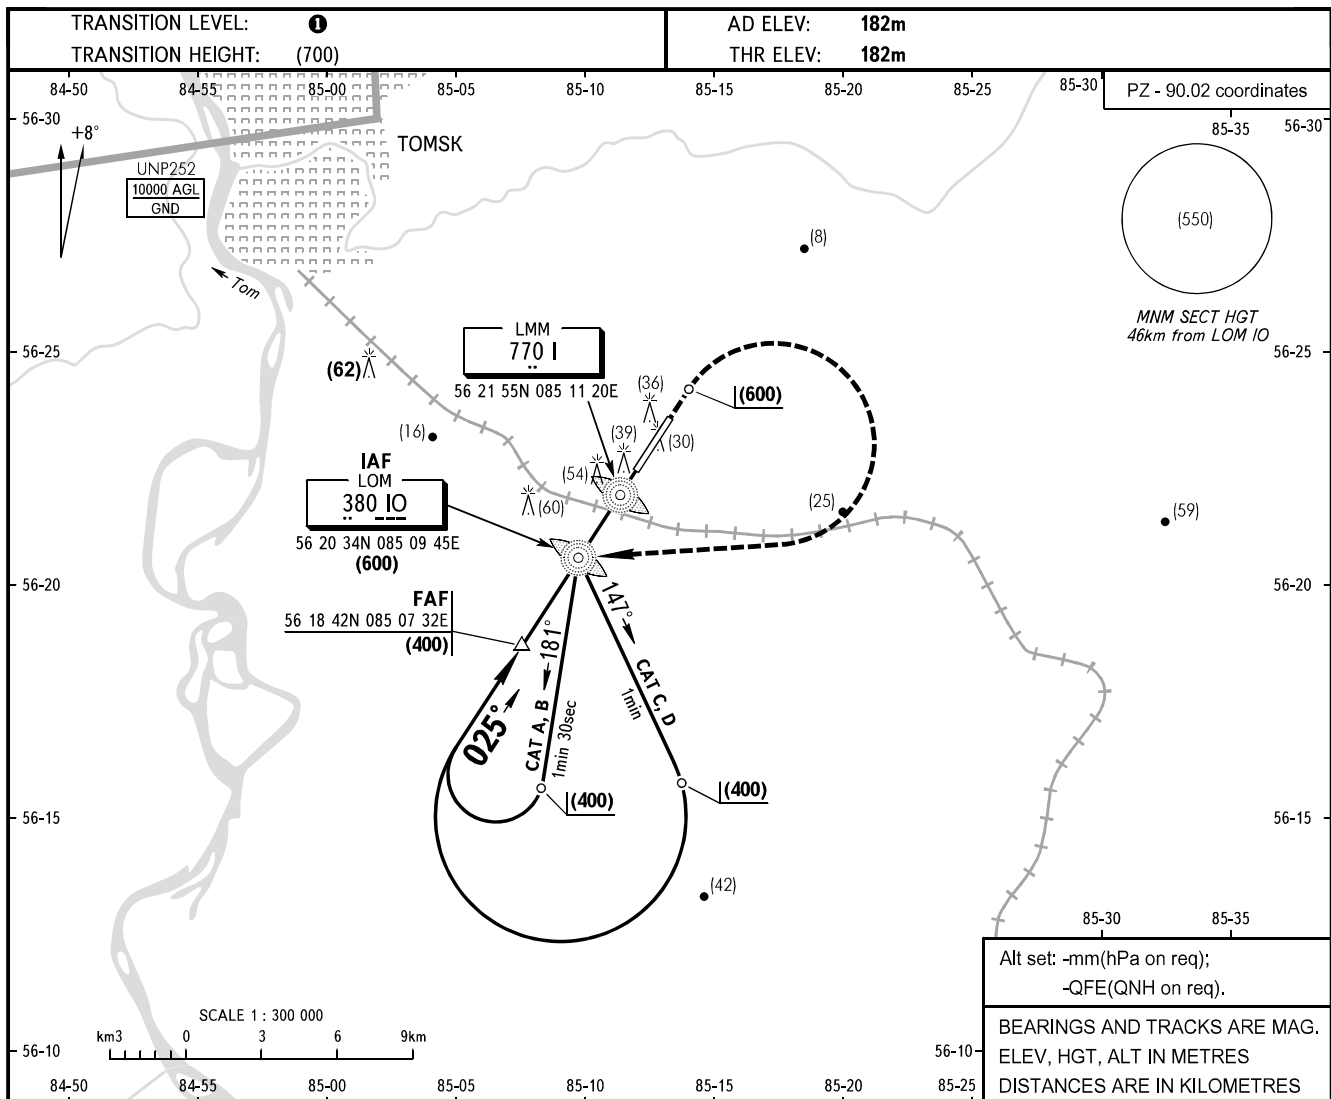 TRANSITION LEVEL: ❶
TRANSITION HEIGHT: (700)
AD ELEV: 182m
THR ELEV: 182m
84-50 84-55 85-00 85-05 85-10 85-15 85-20 85-25 85-30
PZ - 90.02 coordinates
85-35
56-30
56-30
+8°
TOMSK
UNP252
10000 AGL
GND
(550)
(8)
Tom
MNM SECT HGT
46km from LOM IO
56-25
56-25
LMM
770 I
56 21 55N 085 11 20E
(62)
(36)
(600)
(16)
(39)
(30)
IAF
LOM
380 IO
56 20 34N 085 09 45E
(600)
(54)
(60)
(25)
(59)
56-20
56-20
FAF
56 18 42N 085 07 32E
(400)
147°
181°
CAT C, D
1min
025°
CAT A, B
1min 30sec
(400)
(400)
56-15
56-15
(42)
85-30 85-35
Alt set: -mm(hPa on req);
-QFE(QNH on req).
SCALE 1 : 300 000
km3 0 3 6 9km
BEARINGS AND TRACKS ARE MAG.
ELEV, HGT, ALT IN METRES
DISTANCES ARE IN KILOMETRES
56-10
56-10
84-50 84-55 85-00 85-05 85-10 85-15 85-20 85-25